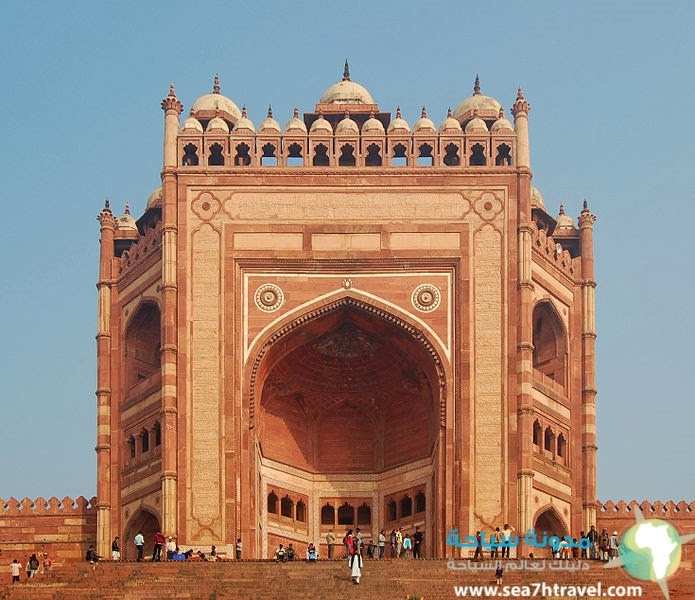 مدونة سياحة
دليلك لعالم السياحة
www.sea7htravel.com